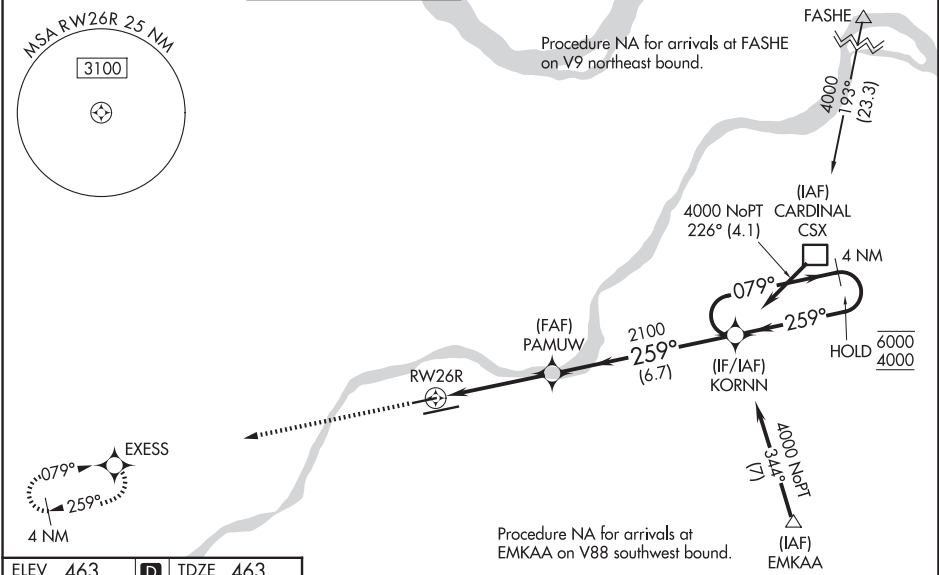 MSA RW26R 25 NM
3100
Procedure NA for arrivals at FASHE
on V9 northeast bound.
FASHE
4000
193°
(23.3)
(IAF)
CARDINAL
CSX
4000 NoPT
226° (4.1)
4 NM
079°
259°
HOLD
6000
4000
(IF/IAF)
KORNN
2100
259°
(6.7)
(FAF)
PAMUW
RW26R
EXESS
079°
259°
4 NM
4000 NoPT
344°
(7)
(IAF)
EMKAA
Procedure NA for arrivals at
EMKAA on V88 southwest bound.
ELEV 463
D
TDZE 463